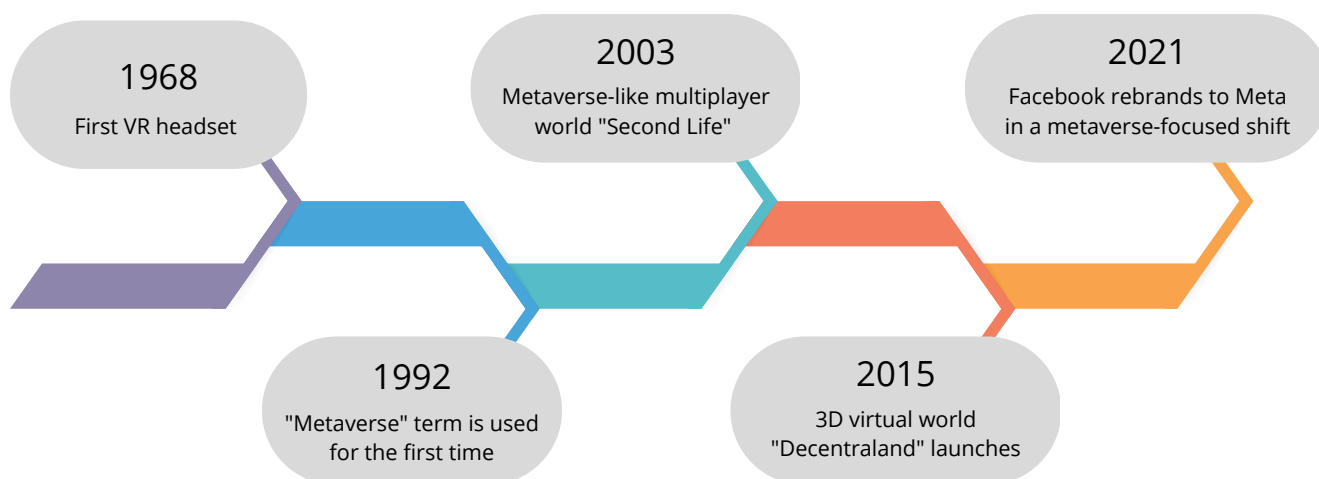 1968
First VR headset
1992
"Metaverse" term is used
for the first time
2003
Metaverse-like multiplayer
world "Second Life"
2015
3D virtual world
"Decentraland" launches
2021
Facebook rebrands to Meta
in a metaverse-focused shift